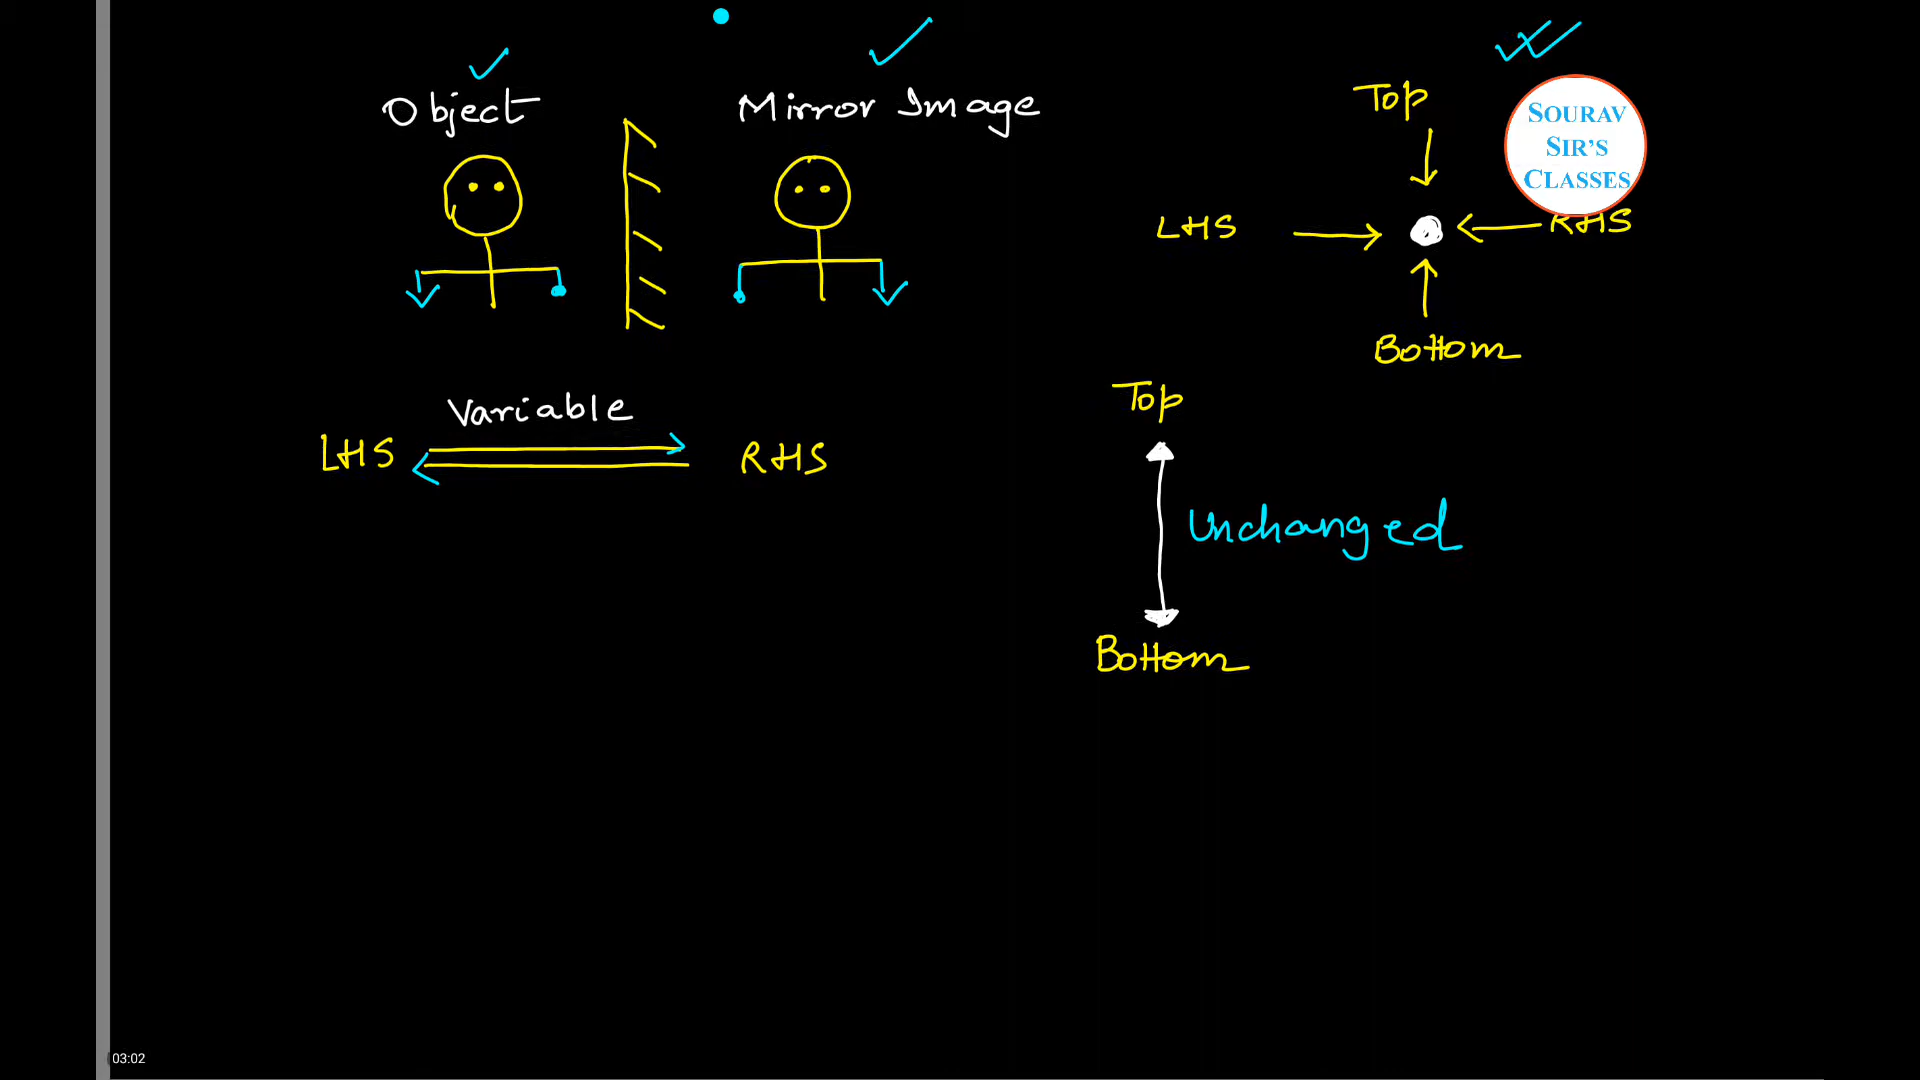 Object
Mirror Image
Top
SOURAV
SIR'S
CLASSES
LHS
RHS
Bottom
Variable
LHS
RHS
Top
Unchanged
Bottom
03:02